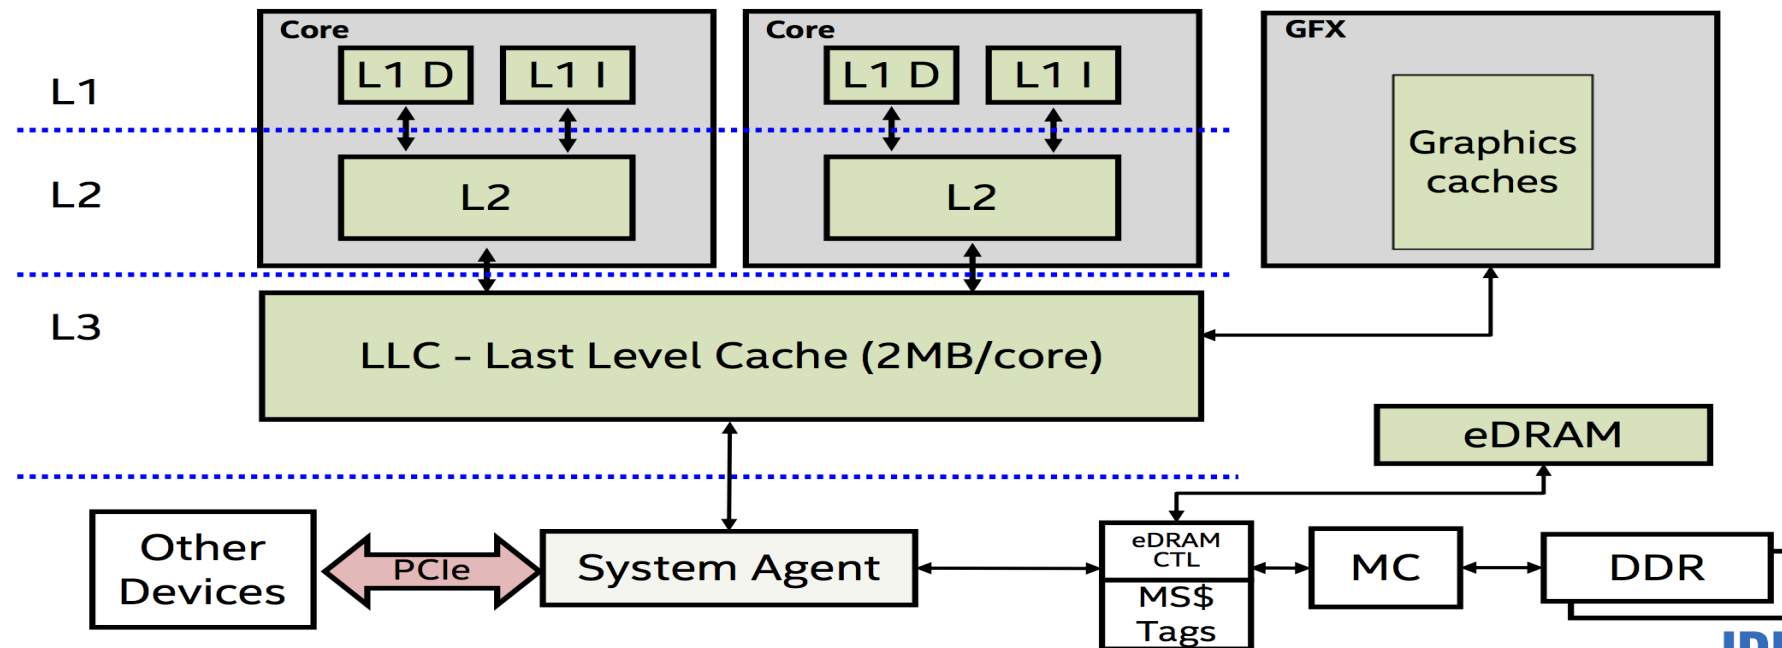 Core
Core
GFX
L1
L1 D
L1 I
L1 D
L1 I
Graphics
caches
L2
L2
L2
L3
LLC - Last Level Cache (2MB/core)
eDRAM
Other
Devices
PCIe
System Agent
eDRAM
CTL
MS$
Tags
MC
DDR